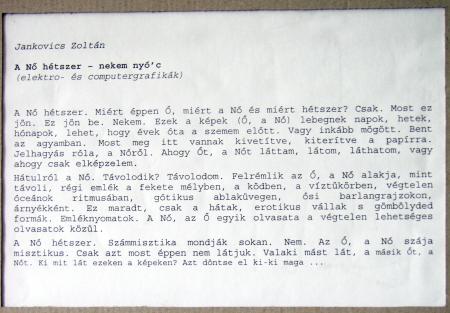 Jankovics Zoltán
A Nő hétszer – nekem nyó'c
(elektro- és computergrafikák)
A Nő hétszer. Miért éppen Ő, miért a Nő és miért hétszer? Csak. Most ez
jön. Ez jön be. Nekem. Ezek a képek (Ő, a Nő) lebegnek napok, hetek,
hónapok, lehet, hogy évek óta a szemem előtt. Vagy inkább mögött. Bent
az agyamban. Most meg itt vannak kivetítve, kiterítve a papírra.
Jelhagyás róla, a Nőről. Ahogy Őt, a Nőt láttam, látom, láthatom, vagy
ahogy csak elképzelem.
Hátulról a Nő. Távolodik? Távolodom. Felrémlik az Ő, a Nő alakja, mint
távoli, régi emlék a fekete mélyben, a ködben, a víztükörben, végtelen
óceánok ritmusában, gótikus ablaküvegen, ősi barlangrajzokon,
árnyékként. Ez maradt, csak a hátak, erotikus vállak s gömbölyded
formák. Emléknyomatok. A Nő, az Ő egyik olvasata a végtelen lehetséges
olvasatok közül.
A Nő hétszer. Számmisztika mondják sokan. Nem. Az Ő, a Nő szája
misztikus. Csak azt most éppen nem látjuk. Valaki mást lát, a másik Őt, a
Nőt. Ki mit lát ezeken a képeken? Azt döntse el ki-ki maga ...